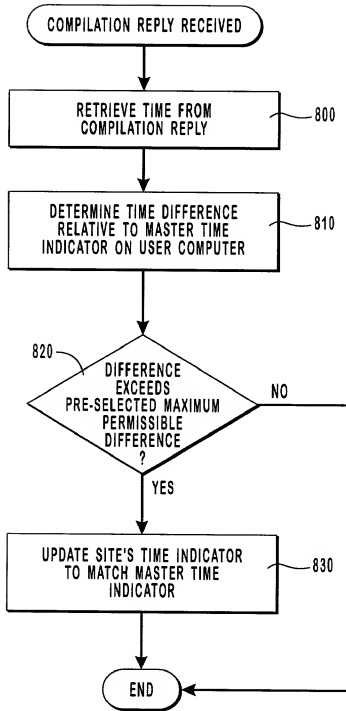 COMPILATION REPLY RECEIVED
RETRIEVE TIME FROM
COMPILATION REPLY
800
DETERMINE TIME DIFFERENCE
RELATIVE TO MASTER TIME
INDICATOR ON USER COMPUTER
810
820
DIFFERENCE
EXCEEDS
PRE-SELECTED MAXIMUM
PERMISSIBLE
DIFFERENCE
?
NO
YES
UPDATE SITE'S TIME INDICATOR
TO MATCH MASTER TIME
INDICATOR
830
END